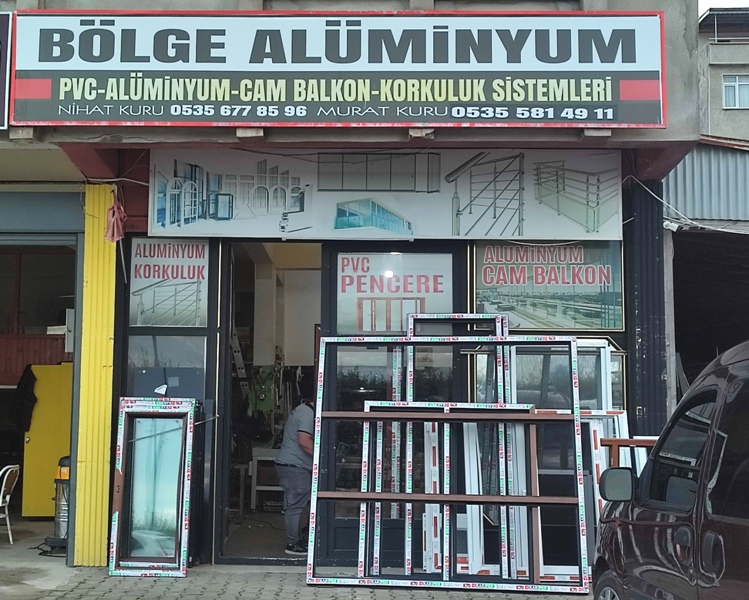 BÖLGE ALÜMİNYUM
PVC-ALÜMİNYUM-CAM BALKON-KORKULUK SİSTEMLERİ
NİHAT KURU 0535 677 85 96 MURAT KURU 0535 581 49 11
ALUMİNYUM
KORKULUK
PVC
PENCERE
ALUMİNYUM
CAM BALKON